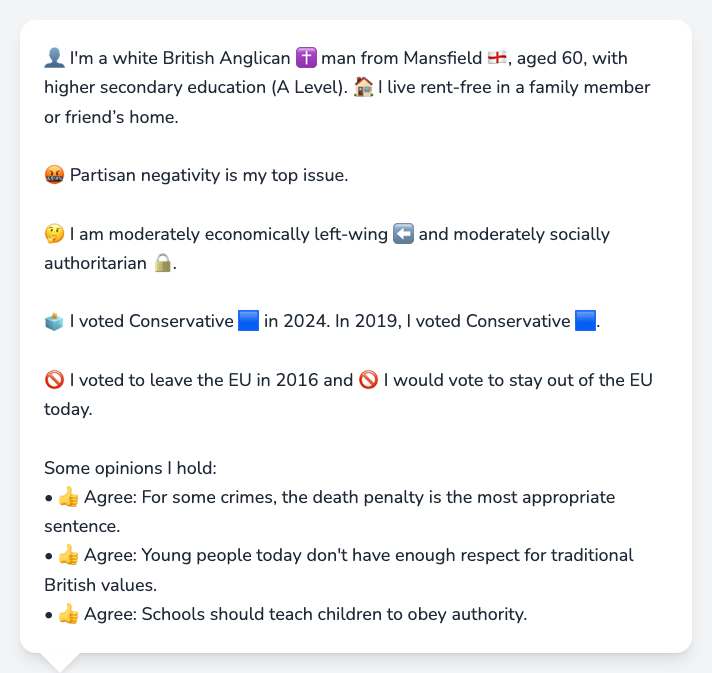 👤 I'm a white British Anglican ✝️ man from Mansfield 🏴󠁧󠁢󠁥󠁮󠁧󠁿, aged 60, with
higher secondary education (A Level). 🏠 I live rent-free in a family member
or friend’s home.
🤬 Partisan negativity is my top issue.
🤔 I am moderately economically left-wing ⬅️ and moderately socially
authoritarian 🔒.
🗳️ I voted Conservative 🟦 in 2024. In 2019, I voted Conservative 🟦.
🚫 I voted to leave the EU in 2016 and 🚫 I would vote to stay out of the EU
today.
Some opinions I hold:
• 👍 Agree: For some crimes, the death penalty is the most appropriate
sentence.
• 👍 Agree: Young people today don't have enough respect for traditional
British values.
• 👍 Agree: Schools should teach children to obey authority.